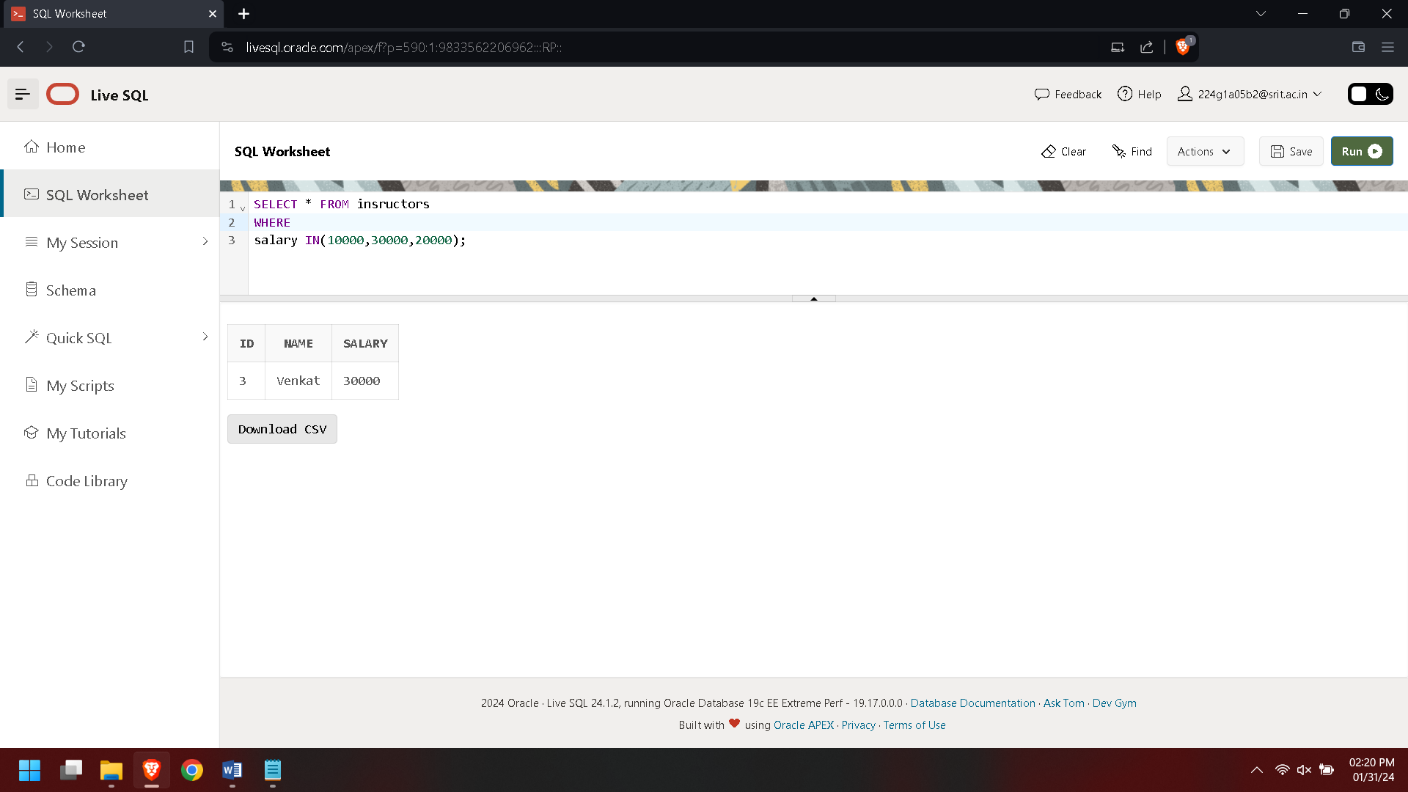 SQL Worksheet
livesql.oracle.com/apex/f?p=590:1:9833562206962:::RP::
1
Live SQL
Feedback
Help
224g1a05b2@srit.ac.in
Home
SQL Worksheet
My Session
Schema
Quick SQL
My Scripts
My Tutorials
Code Library
SQL Worksheet
Clear
Find
Actions
Save
Run
1 SELECT * FROM insructors
2 WHERE
3 salary IN(10000,30000,20000);
ID NAME SALARY
3 Venkat 30000
Download CSV
2024 Oracle · Live SQL 24.1.2, running Oracle Database 19c EE Extreme Perf - 19.17.0.0.0 · Database Documentation · Ask Tom · Dev Gym
Built with ❤ using Oracle APEX · Privacy · Terms of Use
02:20 PM
01/31/24